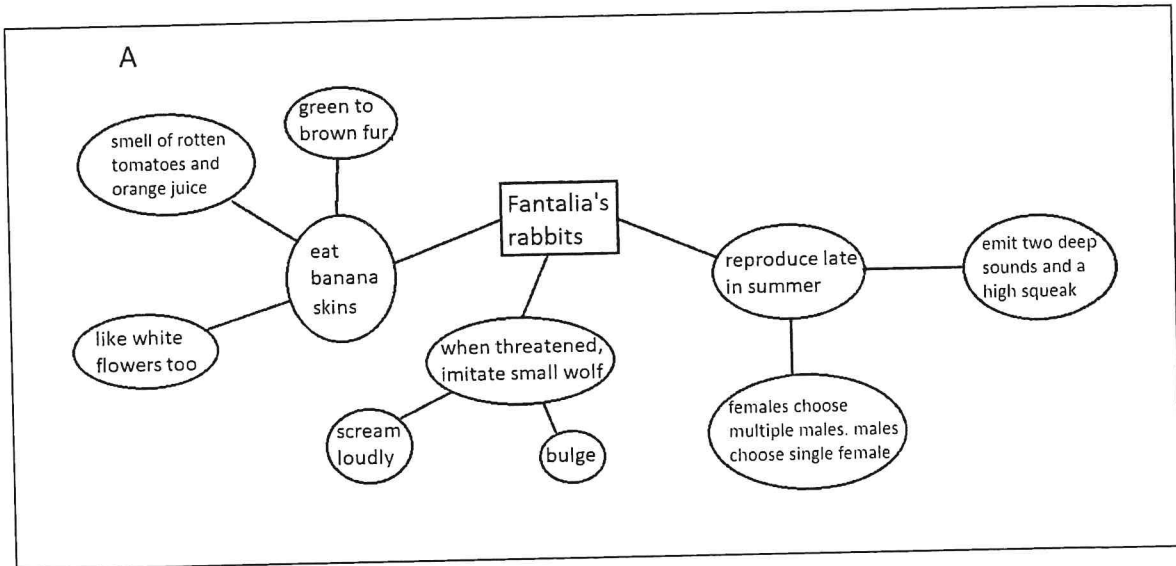 A
green to
brown fur,
smell of rotten
tomatoes and
orange juice
Fantalia's
rabbits
eat
banana
skins
reproduce late
in summer
emit two deep
sounds and a
high squeak
like white
flowers too
when threatened,
imitate small wolf
scream
loudly
bulge
females choose
multiple males. males
choose single female